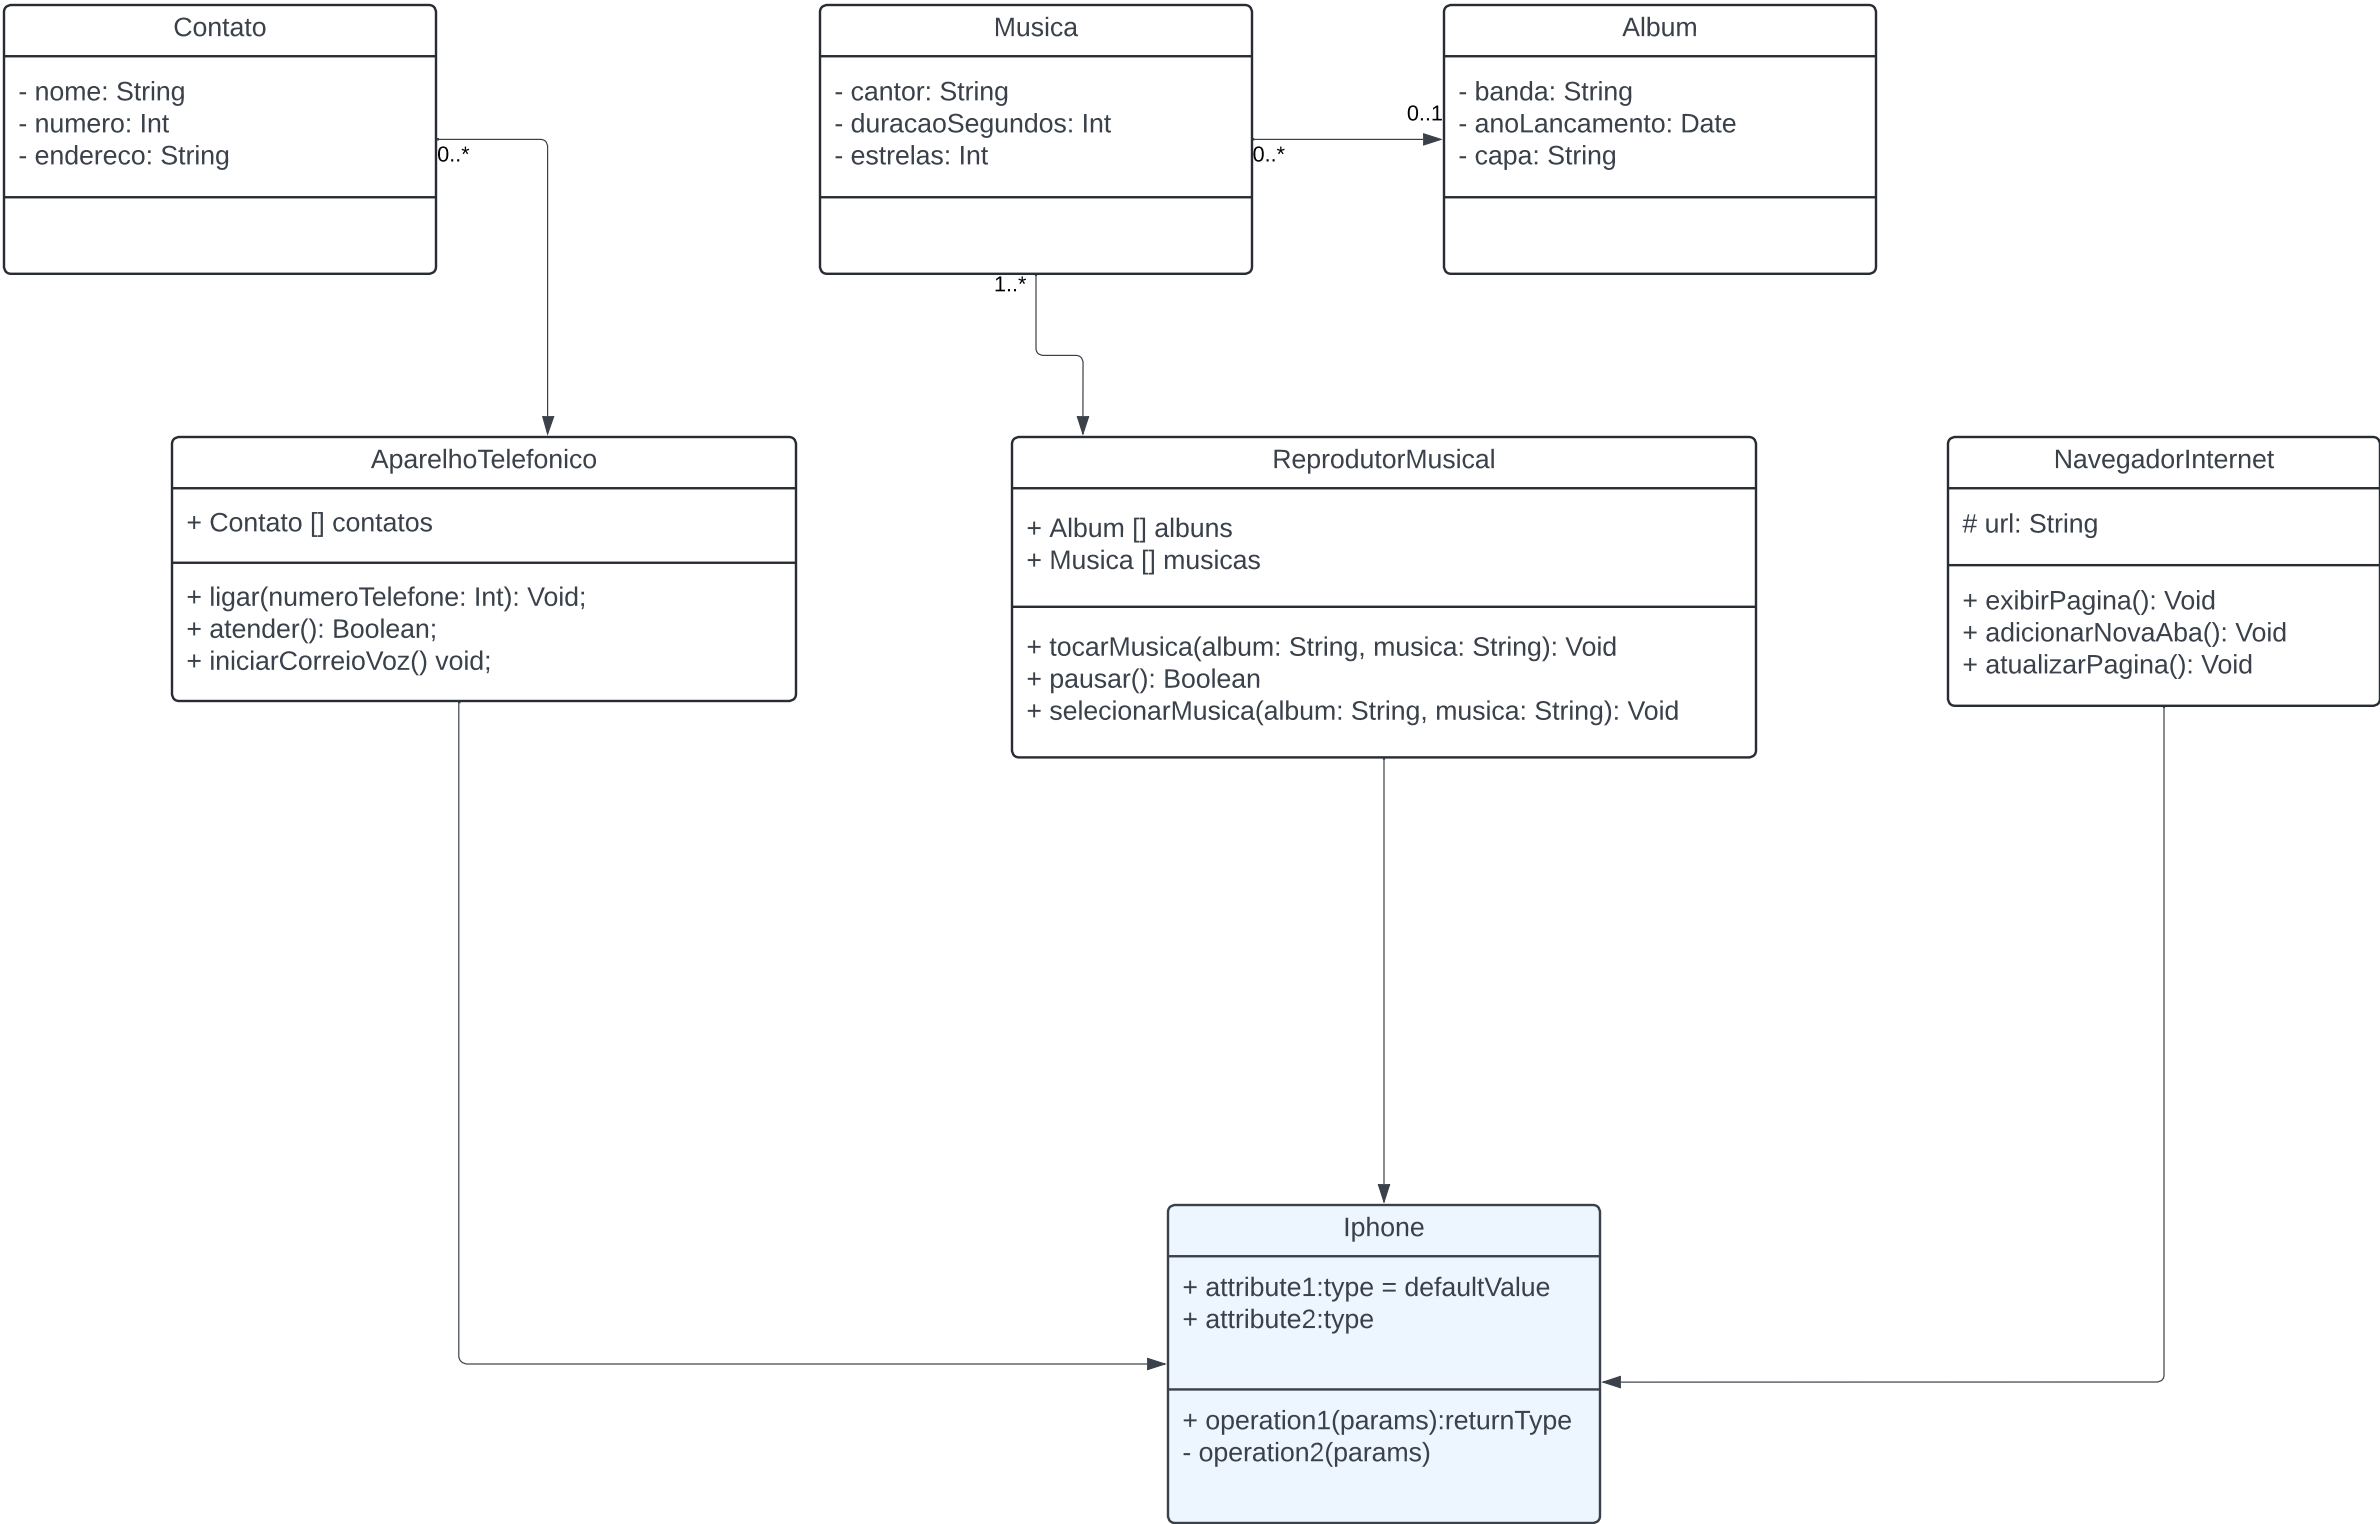 Contato
- nome: String
- numero: Int
- endereco: String
0..*
Musica
- cantor: String
- duracaoSegundos: Int
- estrelas: Int
0..*
1..*
0..1
Album
- banda: String
- anoLancamento: Date
- capa: String
AparelhoTelefonico
+ Contato [] contatos
+ ligar(numeroTelefone: Int): Void;
+ atender(): Boolean;
+ iniciarCorreioVoz() void;
ReprodutorMusical
+ Album [] albuns
+ Musica [] musicas
+ tocarMusica(album: String, musica: String): Void
+ pausar(): Boolean
+ selecionarMusica(album: String, musica: String): Void
NavegadorInternet
# url: String
+ exibirPagina(): Void
+ adicionarNovaAba(): Void
+ atualizarPagina(): Void
Iphone
+ attribute1:type = defaultValue
+ attribute2:type
+ operation1(params):returnType
- operation2(params)